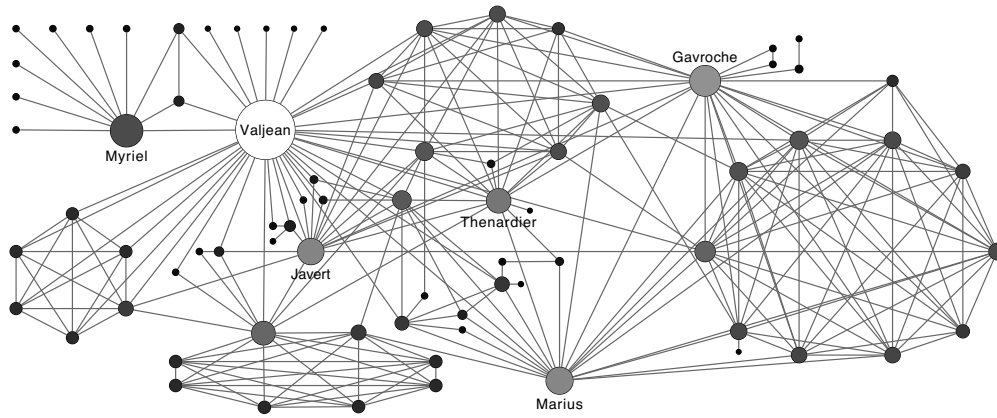 Gavroche
Valjean
Myriel
Thenardier
Javert
Marius